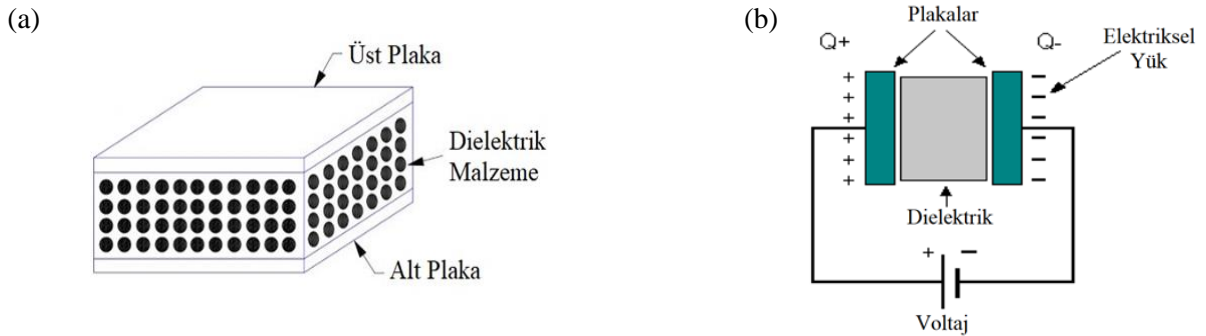 (a)
Üst Plaka
Dielektrik
Malzeme
Alt Plaka
(b)
Plakalar
Q+
Q-
Elektriksel
Yük
+
+
+
+
+
+
−
−
−
−
−
−
Dielektrik
+ −
Voltaj